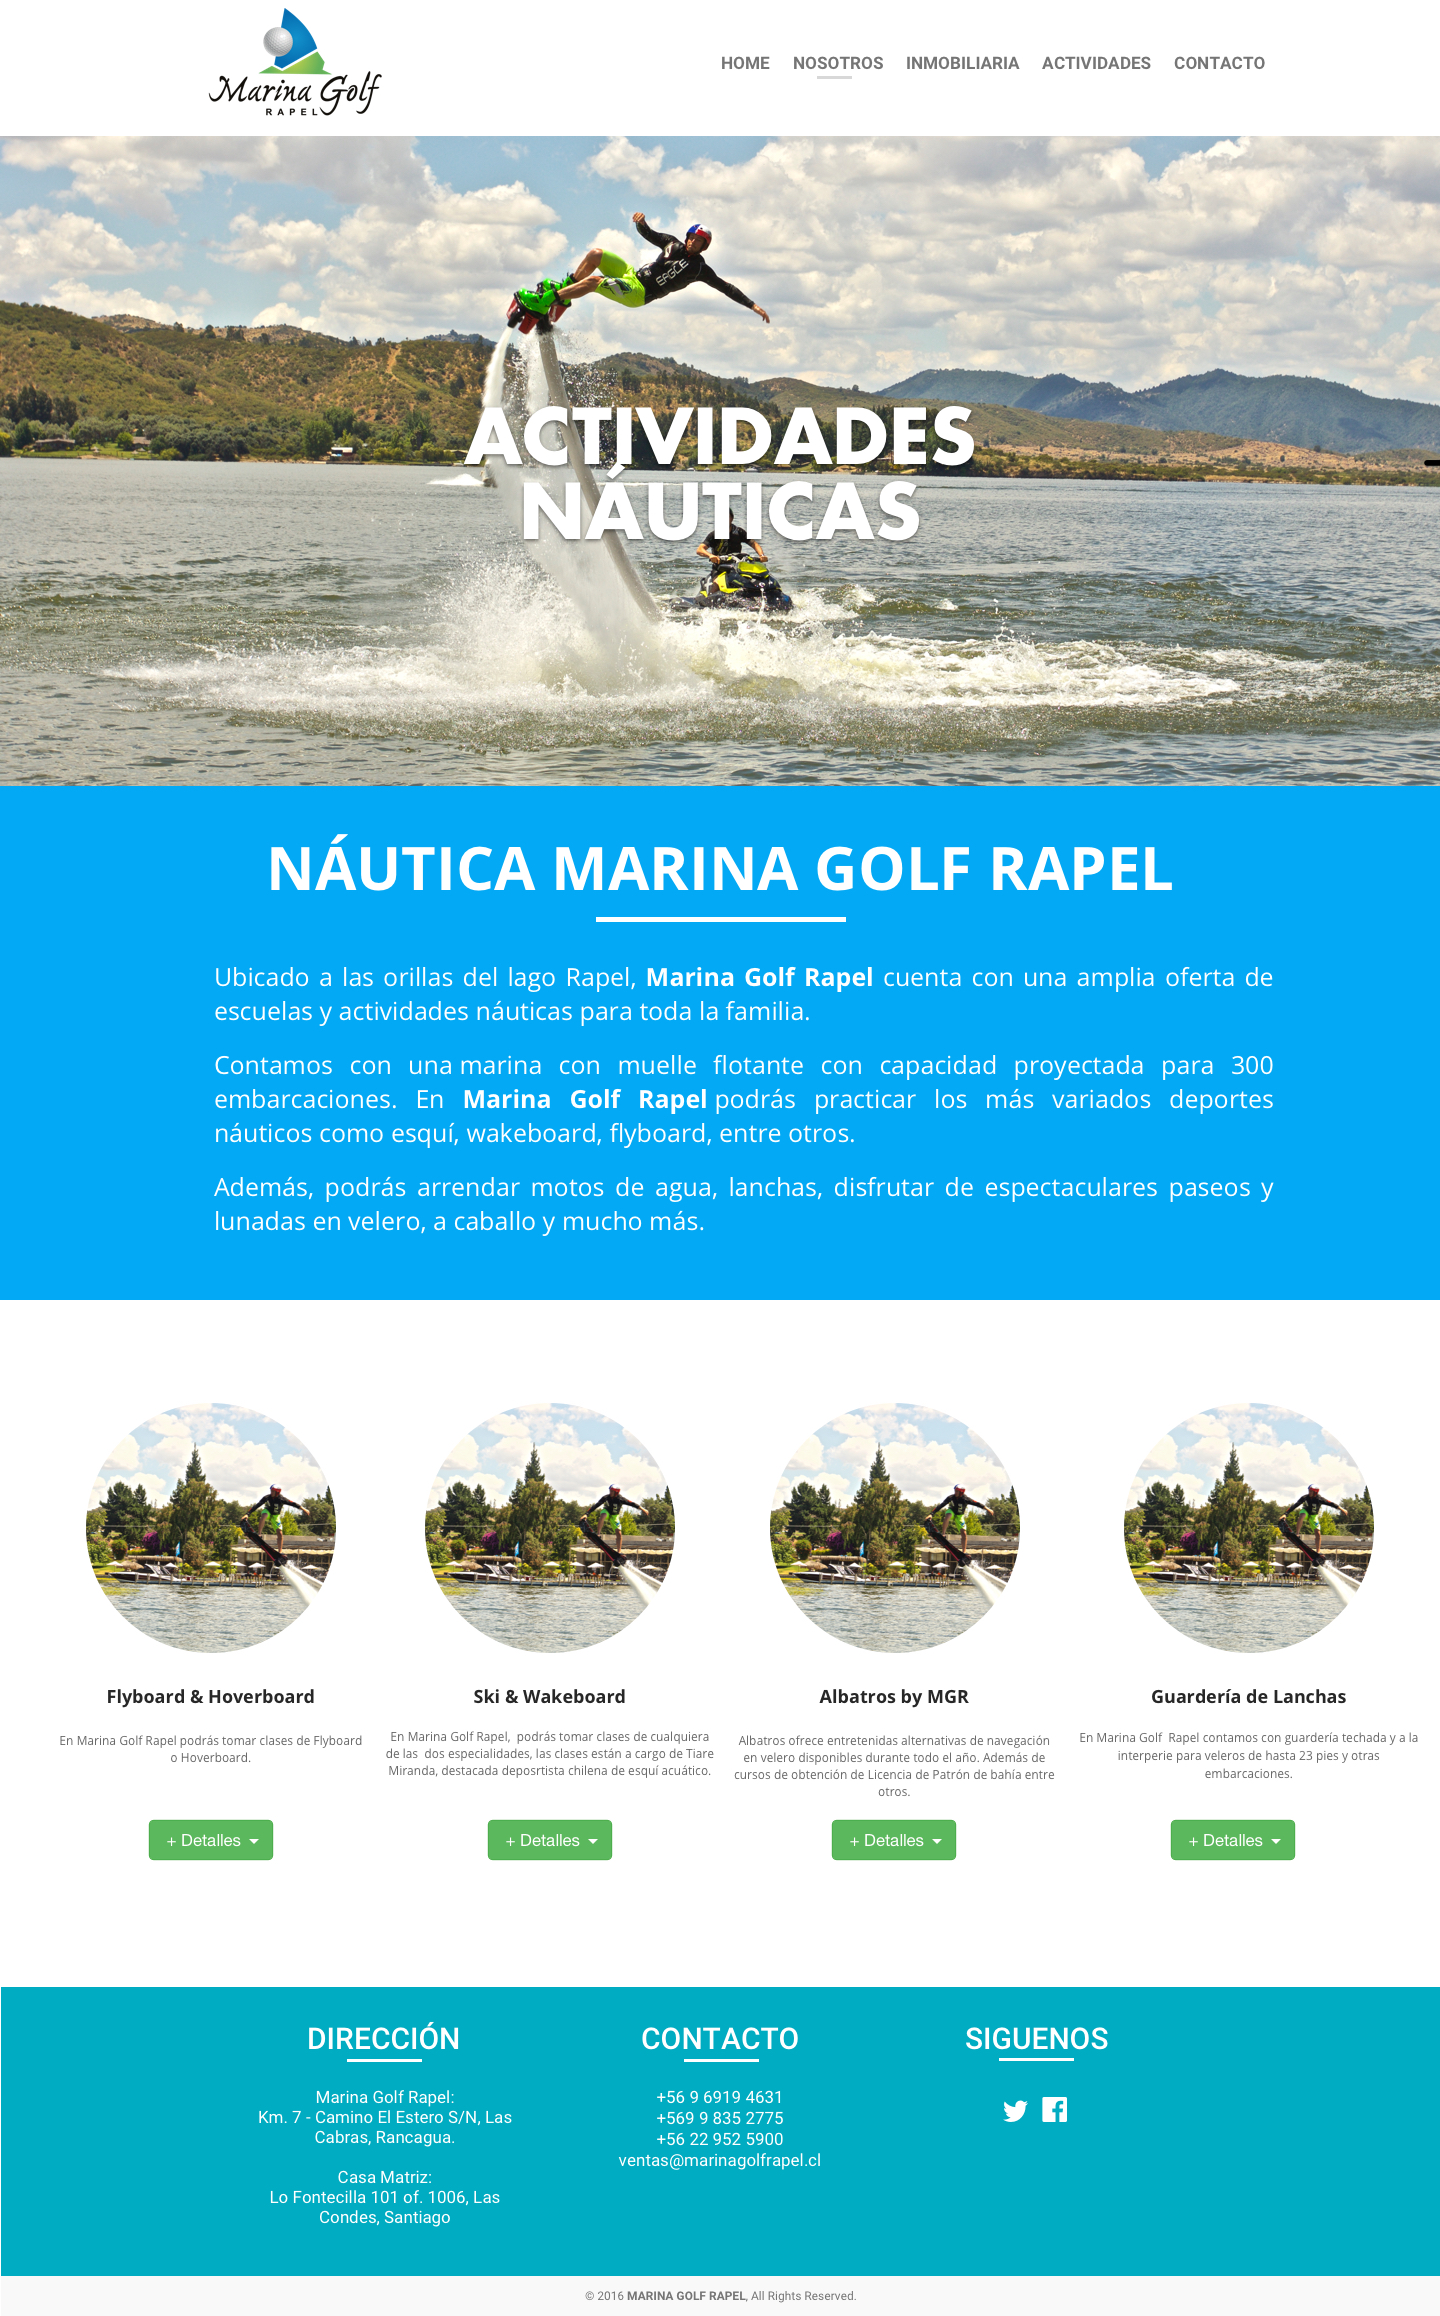 Marina Golf
RAPEL
HOME NOSOTROS INMOBILIARIA ACTIVIDADES CONTACTO
EAGLE
ACTIVIDADES
NÁUTICAS
NÁUTICA MARINA GOLF RAPEL
Ubicado a las orillas del lago Rapel, Marina Golf Rapel cuenta con una amplia oferta de
escuelas y actividades náuticas para toda la familia.
Contamos con una marina con muelle flotante con capacidad proyectada para 300
embarcaciones. En Marina Golf Rapel podrás practicar los más variados deportes
náuticos como esquí, wakeboard, flyboard, entre otros.
Además, podrás arrendar motos de agua, lanchas, disfrutar de espectaculares paseos y
lunadas en velero, a caballo y mucho más.
Flyboard & Hoverboard
En Marina Golf Rapel podrás tomar clases de Flyboard
o Hoverboard.
+ Detalles
Ski & Wakeboard
En Marina Golf Rapel, podrás tomar clases de cualquiera
de las dos especialidades, las clases están a cargo de Tiare
Miranda, destacada deposrtista chilena de esquí acuático.
+ Detalles
Albatros by MGR
Albatros ofrece entretenidas alternativas de navegación
en velero disponibles durante todo el año. Además de
cursos de obtención de Licencia de Patrón de bahía entre
otros.
+ Detalles
Guardería de Lanchas
En Marina Golf Rapel contamos con guardería techada y a la
interperie para veleros de hasta 23 pies y otras
embarcaciones.
+ Detalles
DIRECCIÓN
Marina Golf Rapel:
Km. 7 - Camino El Estero S/N, Las
Cabras, Rancagua.
Casa Matriz:
Lo Fontecilla 101 of. 1006, Las
Condes, Santiago
CONTACTO
+56 9 6919 4631
+569 9 835 2775
+56 22 952 5900
ventas@marinagolfrapel.cl
SIGUENOS
© 2016 MARINA GOLF RAPEL, All Rights Reserved.